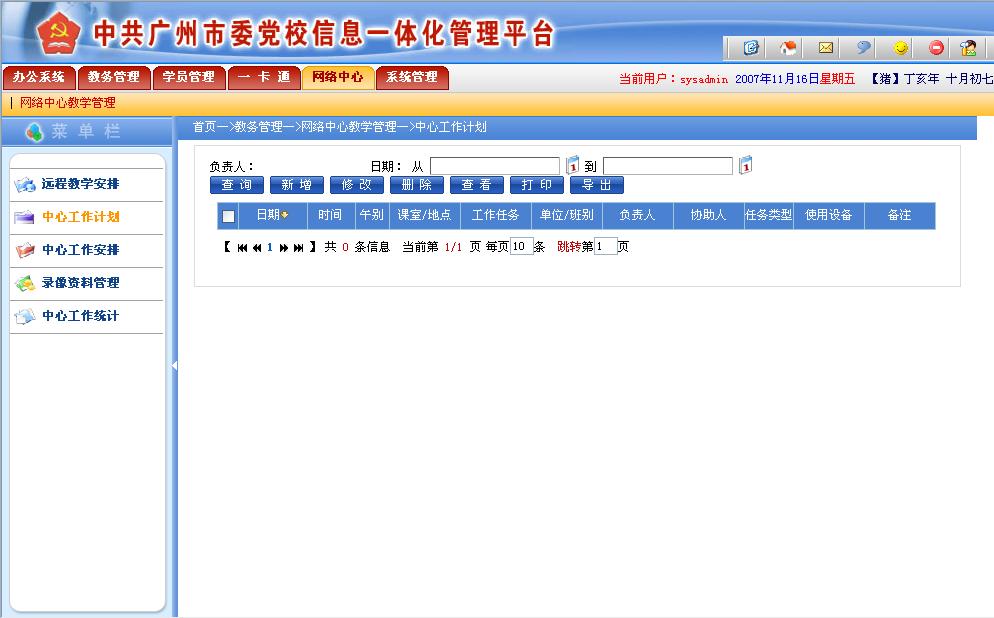 中共广州市委党校信息一体化管理平台
办公系统 教务管理 学员管理 一卡通 网络中心 系统管理
当前用户：sysadmin 2007年11月16日星期五 【猪】丁亥年 十月初七
| 网络中心教学管理
菜单栏
首页—>教务管理—>网络中心教学管理—>中心工作计划
远程教学安排
中心工作计划
中心工作安排
录像资料管理
中心工作统计
负责人： 日期： 从 到
查询 新增 修改 删除 查看 打印 导出
日期 时间 午别 课室/地点 工作任务 单位/班别 负责人 协助人 任务类型 使用设备 备注
【 1 】 共 0 条信息 当前第 1/1 页 每页 10 条 跳转第 1 页